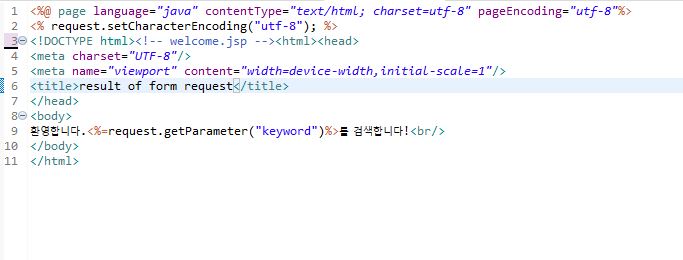 1 <%@ page language="java" contentType="text/html; charset=utf-8" pageEncoding="utf-8"%>
2 <% request.setCharacterEncoding("utf-8"); %>
3 <!DOCTYPE html><!-- welcome.jsp --><html><head>
4 <meta charset="UTF-8"/>
5 <meta name="viewport" content="width=device-width,initial-scale=1"/>
6 <title>result of form request</title>
7 </head>
8 <body>
9 환영합니다.<%=request.getParameter("keyword")%>를 검색합니다!<br/>
10 </body>
11 </html>